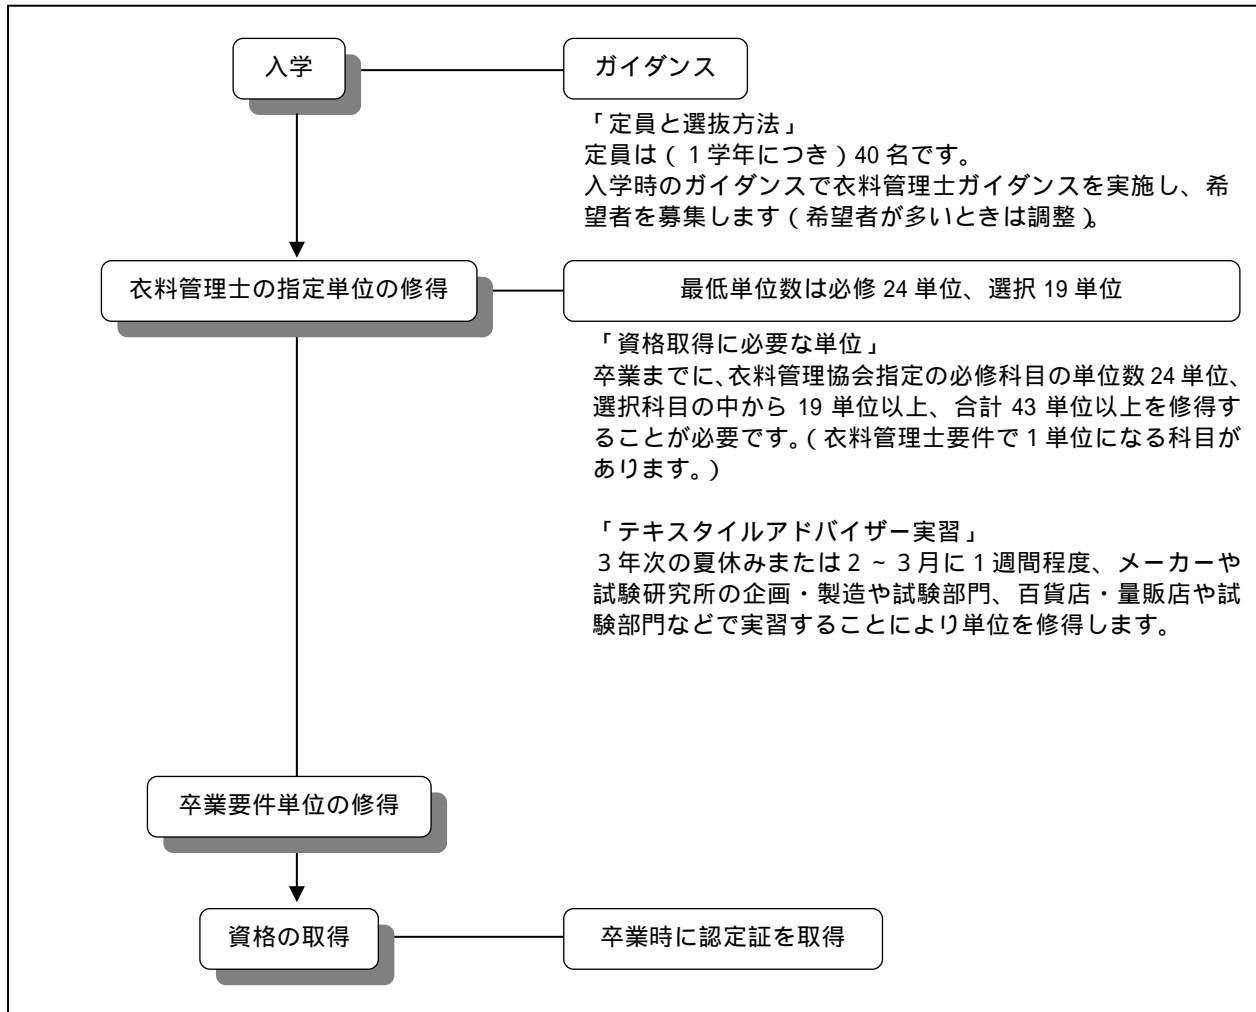 入学
ガイダンス
「定員と選抜方法」
定員は(1学年につき)40名です。
入学時のガイダンスで衣料管理士ガイダンスを実施し、希
望者を募集します(希望者が多いときは調整)。
衣料管理士の指定単位の修得
最低単位数は必修 24 単位、選択 19 単位
「資格取得に必要な単位」
卒業までに、衣料管理協会指定の必修科目の単位数 24 単位、
選択科目の中から 19 単位以上、合計 43 単位以上を修得す
ることが必要です。(衣料管理士要件で1単位になる科目が
あります。)
「テキスタイルアドバイザー実習」
3年次の夏休みまたは2~3月に1週間程度、メーカーや
試験研究所の企画・製造や試験部門、百貨店・量販店や試
験部門などで実習することにより単位を修得します。
卒業要件単位の修得
資格の取得
卒業時に認定証を取得